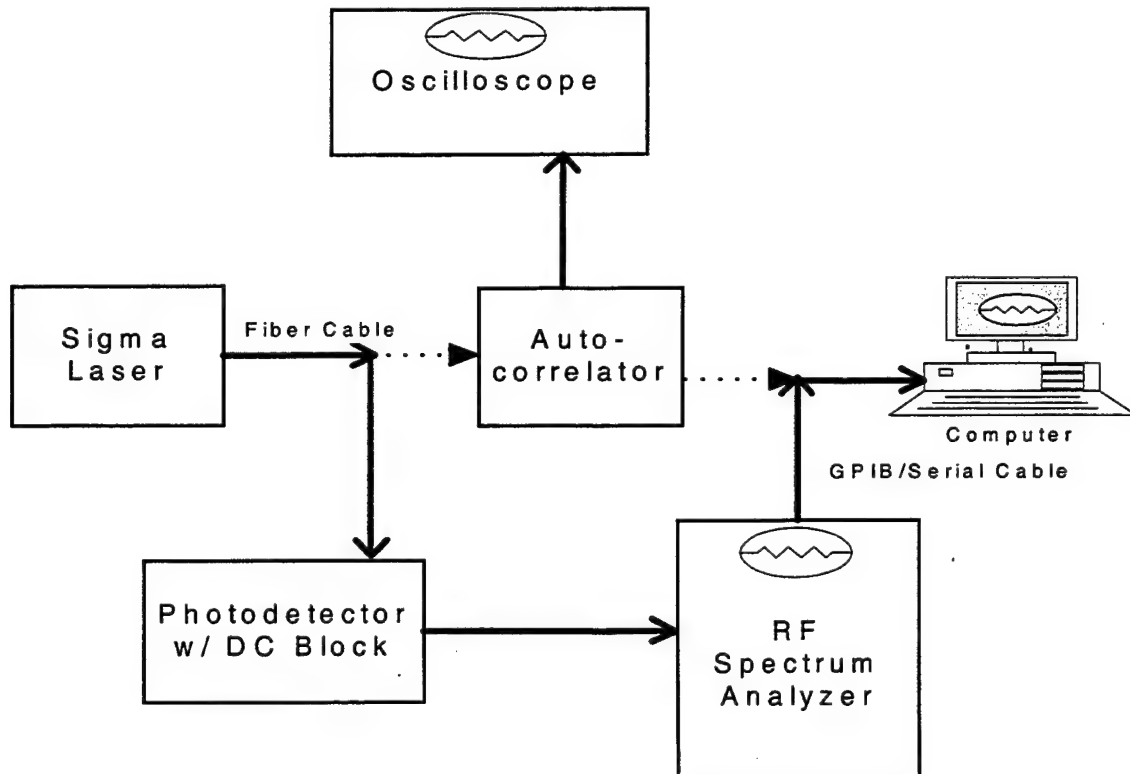 Oscilloscope
Sigma
Laser
Fiber Cable
Auto-
correlator
Computer
GPIB/Serial Cable
Photodetector
w/ DC Block
RF
Spectrum
Analyzer